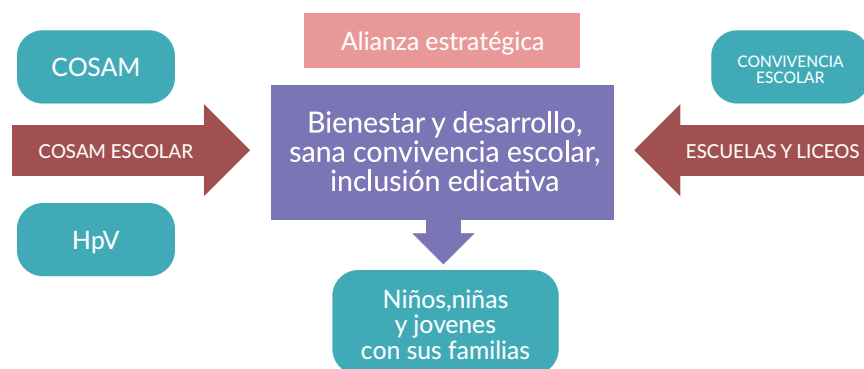 Alianza estratégica
COSAM
CONVIVENCIA
ESCOLAR
Bienestar y desarrollo,
sana convivencia escolar,
inclusión edicativa
COSAM ESCOLAR
ESCUELAS Y LICEOS
HpV
Niños,niñas
y jovenes
con sus familias